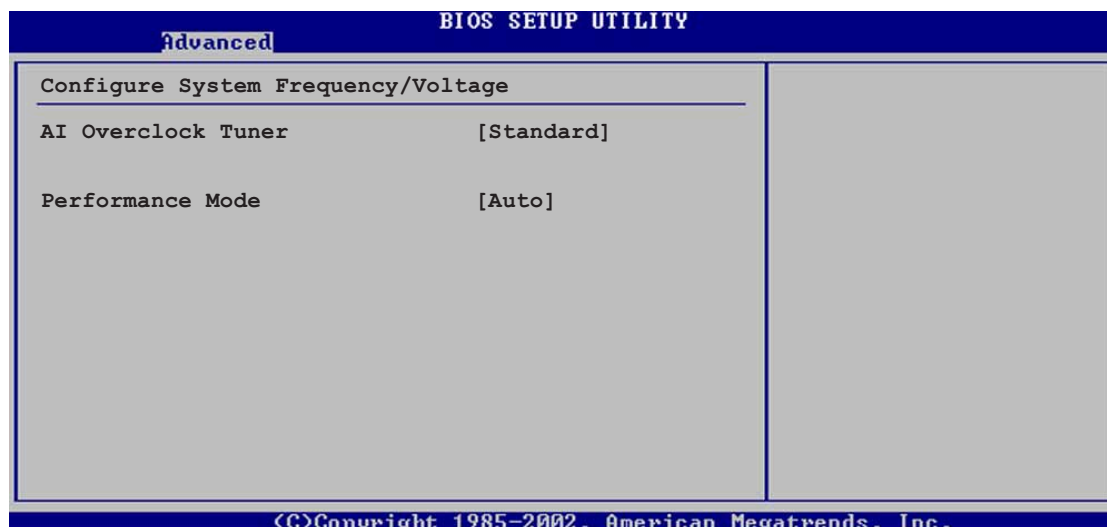 BIOS SETUP UTILITY
Advanced
Configure System Frequency/Voltage
AI Overclock Tuner [Standard]
Performance Mode [Auto]
(C)Copyright 1985-2002, American Megatrends, Inc.